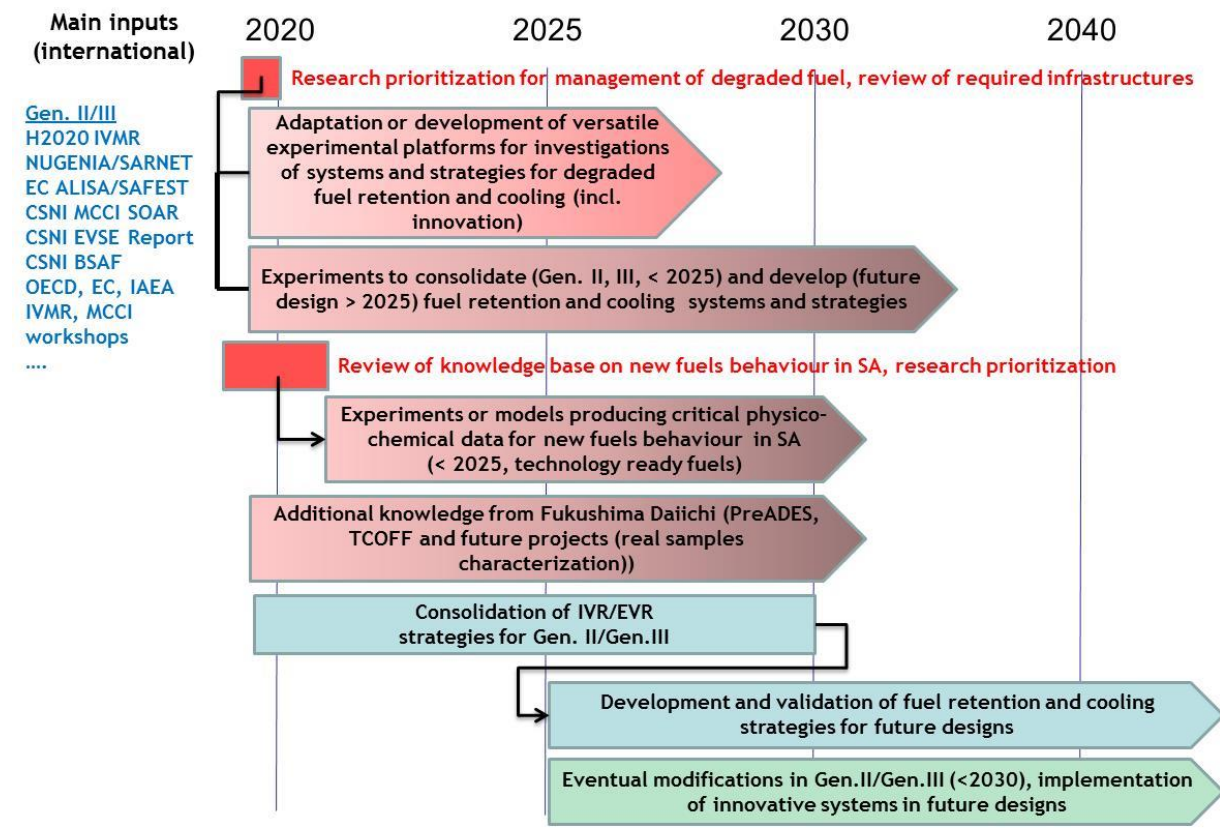 Main inputs
(international)
2020
2025
2030
2040
Research prioritization for management of degraded fuel, review of required infrastructures
Gen. II/III
H2020 IVMR
NUGENIA/SARNET
EC ALISA/SAFEST
CSNI MCCI SOAR
CSNI EVSE Report
CSNI BSAF
OECD, EC, IAEA
IVMR, MCCI
workshops
....
Adaptation or development of versatile
experimental platforms for investigations
of systems and strategies for degraded
fuel retention and cooling (incl.
innovation)
Experiments to consolidate (Gen. II, III, < 2025) and develop (future
design > 2025) fuel retention and cooling systems and strategies
Review of knowledge base on new fuels behaviour in SA, research prioritization
Experiments or models producing critical physico-
chemical data for new fuels behaviour in SA
(< 2025, technology ready fuels)
Additional knowledge from Fukushima Daiichi (PreADES,
TCOFF and future projects (real samples
characterization))
Consolidation of IVR/EVR
strategies for Gen. II/Gen.III
Development and validation of fuel retention and cooling
strategies for future designs
Eventual modifications in Gen.II/Gen.III (<2030), implementation
of innovative systems in future designs